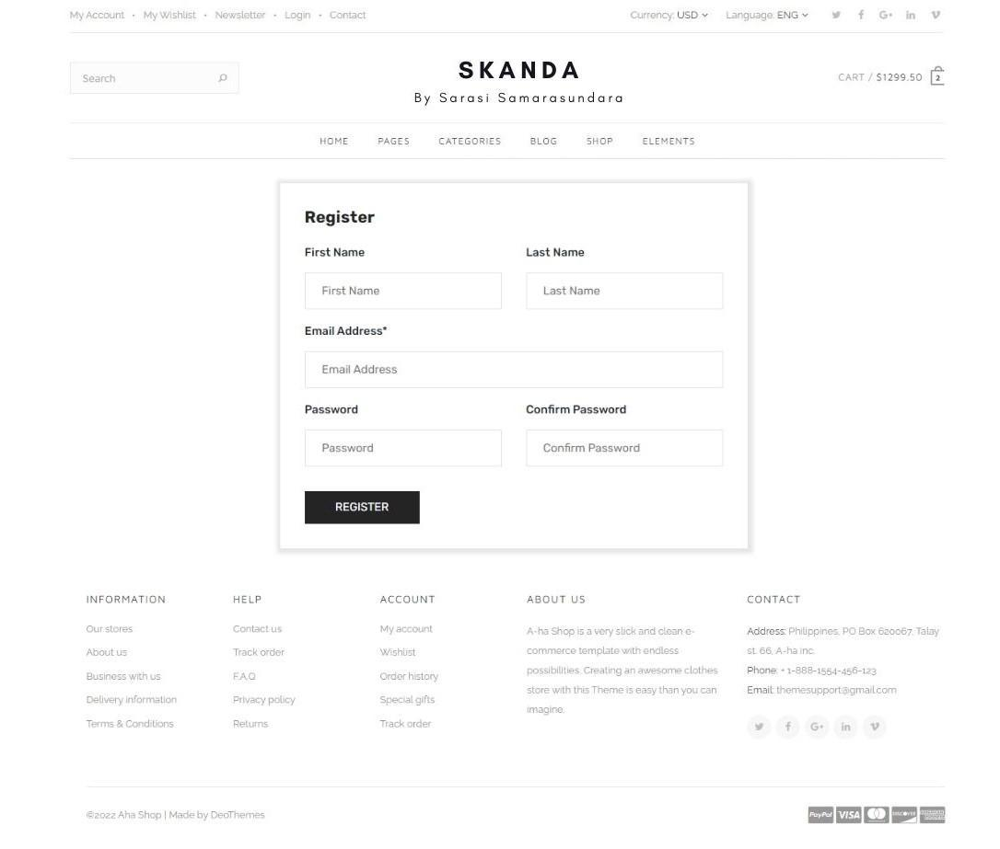 My Account • My Wishlist • Newsletter • Login • Contact
Currency: USD Language: ENG
Search
SKANDA
By Sarasi Samarasundara
CART / $1299.50 2
HOME PAGES CATEGORIES BLOG SHOP ELEMENTS
Register
First Name Last Name
First Name Last Name
Email Address*
Email Address
Password Confirm Password
Password Confirm Password
REGISTER
INFORMATION
Our stores
About us
Business with us
Delivery information
Terms & Conditions
HELP
Contact us
Track order
F.A.Q
Privacy policy
Returns
ACCOUNT
My account
Wishlist
Order history
Special gifts
Track order
ABOUT US
A-ha Shop is a very slick and clean e-
commerce template with endless
possibilities. Creating an awesome clothes
store with this Theme is easy than you can
imagine.
CONTACT
Address: Philippines, PO Box 620067, Talay
st. 66, A-ha inc.
Phone: + 1-888-1554-456-123
Email: themesupport@gmail.com
©2022 Aha Shop | Made by DeoThemes
PayPal VISA DISCOVER